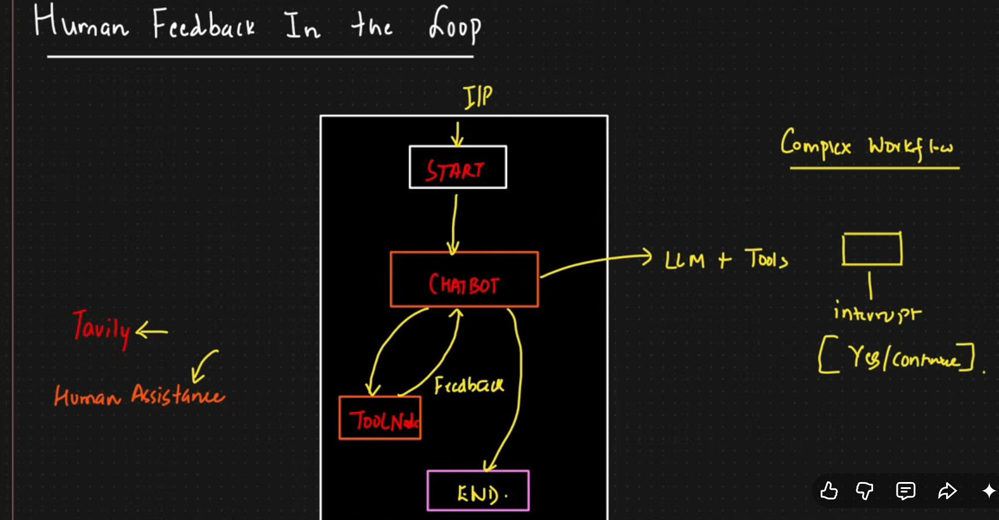 Human Feedback In the Loop
I/P
START
Complex Workflow
CHATBOT
LLM + Tools
interrupt
Tavily
[Yes/continue].
Feedback
Human Assistance
TOOLNode
END.